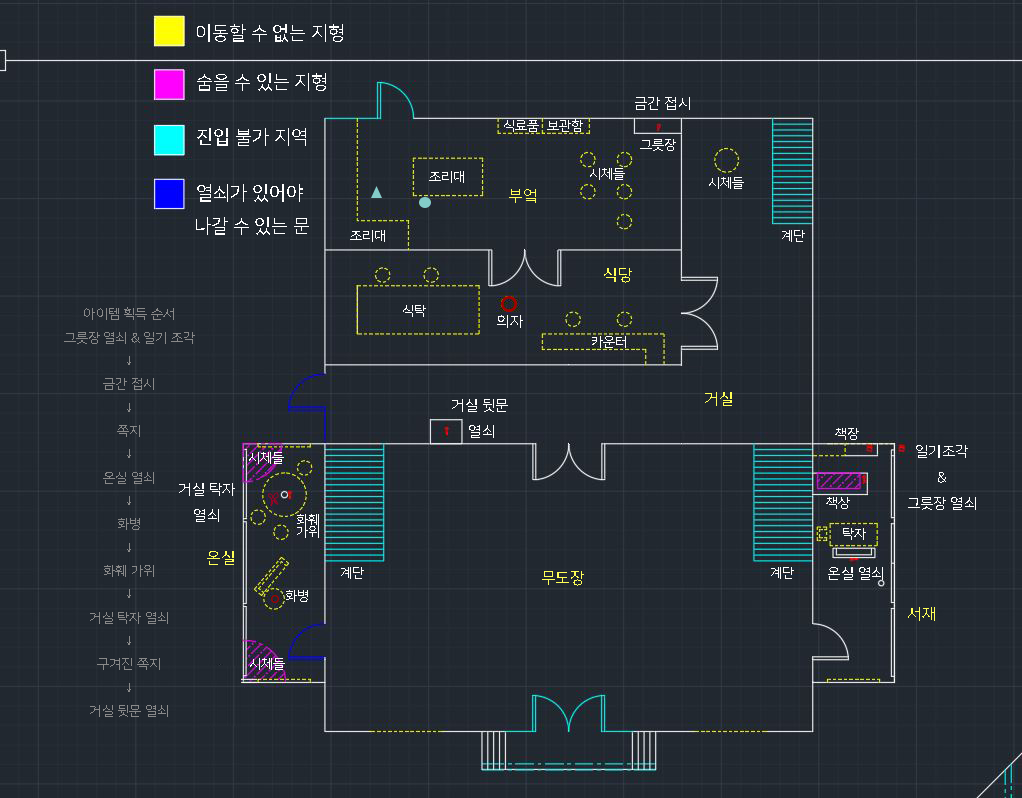 이동할 수 없는 지형
숨을 수 있는 지형
진입 불가 지역
열쇠가 있어야
나갈 수 있는 문
아이템 획득 순서
그릇장 열쇠 & 일기 조각
↓
금간 접시
↓
쪽지
↓
온실 열쇠
↓
화병
↓
화훼 가위
↓
거실 탁자 열쇠
↓
구겨진 쪽지
↓
거실 뒷문 열쇠
금간 접시
식료품 보관함
그릇장
조리대
시체들
부엌
시체들
조리대
계단
식당
식탁
의자
카운터
거실
거실 뒷문
열쇠
책장
일기조각
&
그릇장 열쇠
시체들
거실 탁자
열쇠
화훼
가위
책상
탁자
온실
계단
무도장
계단
온실 열쇠
화병
서재
시체들